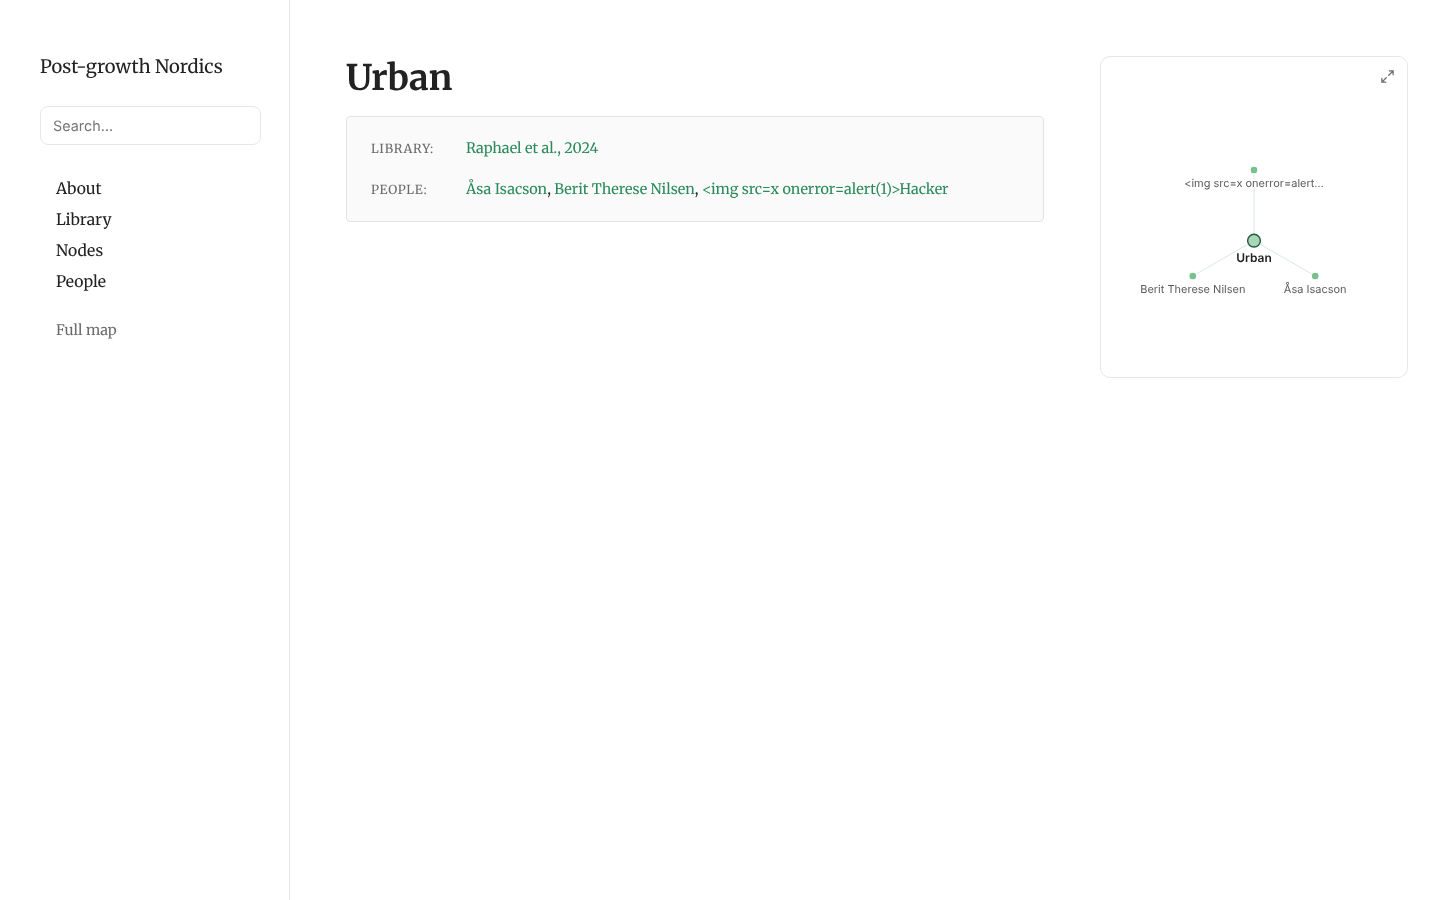 Post-growth Nordics
Search...
About
Library
Nodes
People
Full map
Urban
LIBRARY: Raphael et al., 2024
PEOPLE: Åsa Isacson, Berit Therese Nilsen, <img src=x onerror=alert(1)>Hacker
<img src=x onerror=alert...
Urban
Berit Therese Nilsen Åsa Isacson